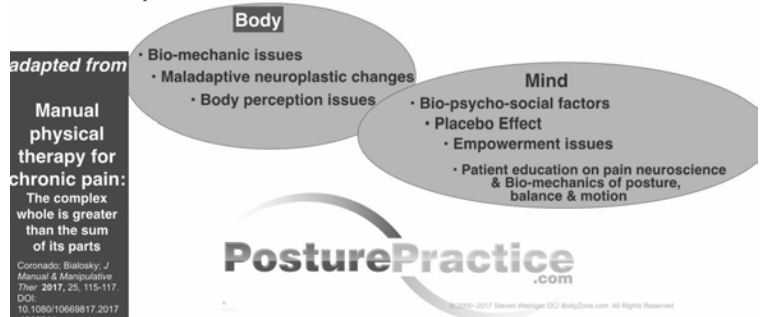 Body
· Bio-mechanic issues
· Maladaptive neuroplastic changes
· Body perception issues
Mind
· Bio-psycho-social factors
· Placebo Effect
· Empowerment issues
· Patient education on pain neuroscience
& Bio-mechanics of posture,
balance & motion
adapted from
Manual
physical
therapy for
chronic pain:
The complex
whole is greater
than the sum
of its parts
Coronado; Bialosky; J
Manual & Manipulative
Ther 2017, 25, 115-117.
DOI:
10.1080/10669817.2017
PosturePractice
.com
© 2000-2017 Steven Weiniger DC/ BodyZone.com All Rights Reserved